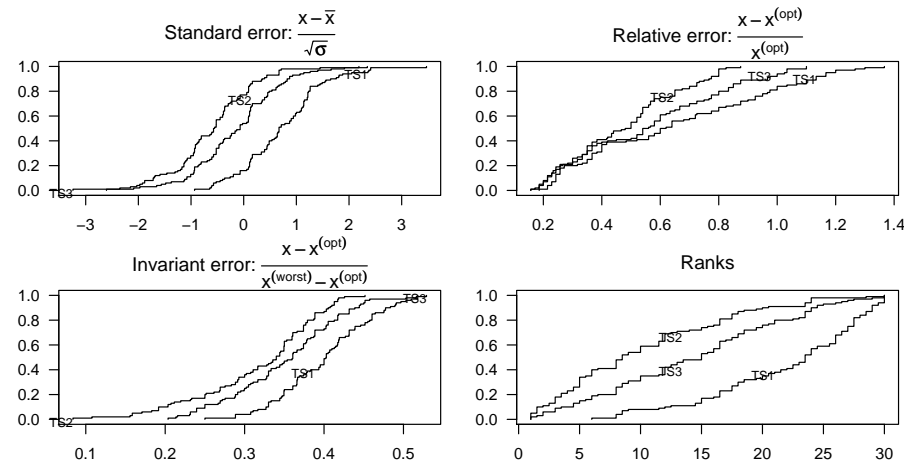 Standard error: x − x̅ / √σ
Relative error: x − x^(opt) / x^(opt)
1.0
0.8
0.6
0.4
0.2
0.0
TS2
TS1
TS3
−3 −2 −1 0 1 2 3
1.0
0.8
0.6
0.4
0.2
0.0
TS2
TS3
TS1
0.2 0.4 0.6 0.8 1.0 1.2 1.4
Invariant error: x − x^(opt) / x^(worst) − x^(opt)
Ranks
1.0
0.8
0.6
0.4
0.2
0.0
TS3
TS1
TS2
0.1 0.2 0.3 0.4 0.5
1.0
0.8
0.6
0.4
0.2
0.0
TS2
TS3
TS1
0 5 10 15 20 25 30